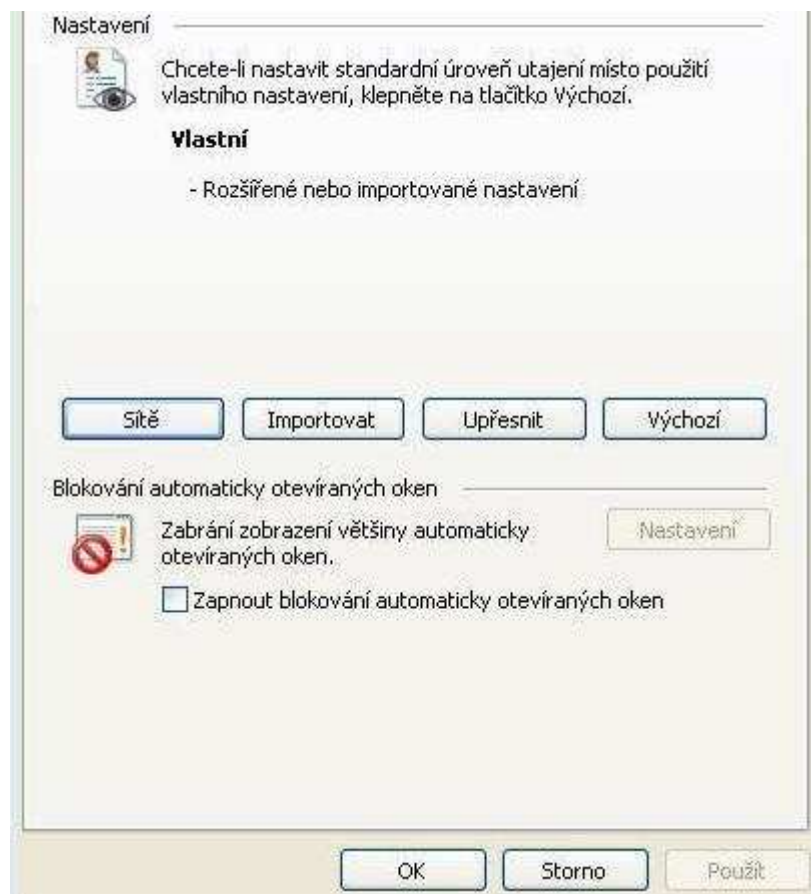 Nastavení
Chcete-li nastavit standardní úroveň utajení místo použití
vlastního nastavení, klepněte na tlačítko Výchozí.
Vlastní
- Rozšířené nebo importované nastavení
Sítě
Importovat
Upřesnit
Výchozí
Blokování automaticky otevíraných oken
Zabrání zobrazení většiny automaticky
otevíraných oken.
Nastavení
Zapnout blokování automaticky otevíraných oken
OK
Storno
Použít